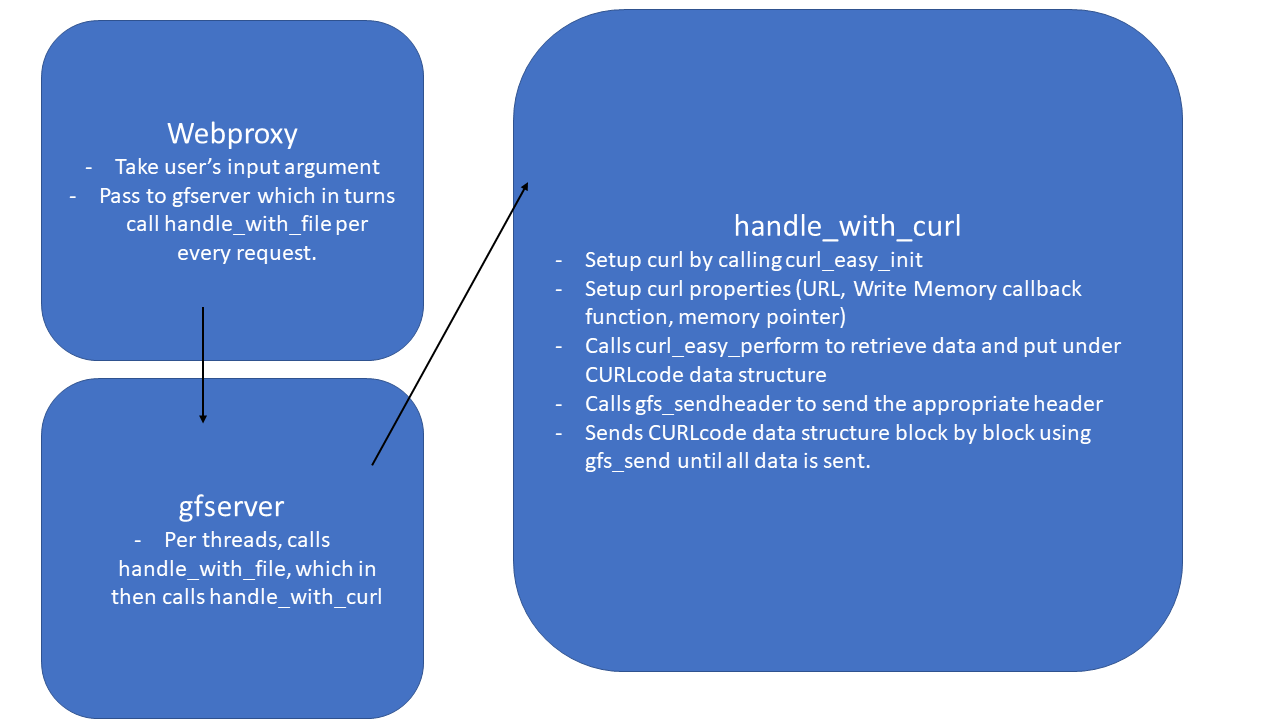 Webproxy
- Take user’s input argument
- Pass to gfserver which in turns
call handle_with_file per
every request.
gfserver
- Per threads, calls
handle_with_file, which in
then calls handle_with_curl
handle_with_curl
- Setup curl by calling curl_easy_init
- Setup curl properties (URL, Write Memory callback
function, memory pointer)
- Calls curl_easy_perform to retrieve data and put under
CURLcode data structure
- Calls gfs_sendheader to send the appropriate header
- Sends CURLcode data structure block by block using
gfs_send until all data is sent.